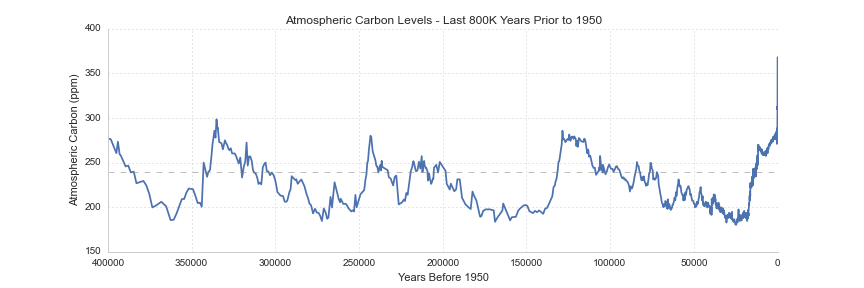 Atmospheric Carbon Levels - Last 800K Years Prior to 1950
400
350
300
250
200
150
Atmospheric Carbon (ppm)
400000 350000 300000 250000 200000 150000 100000 50000 0
Years Before 1950